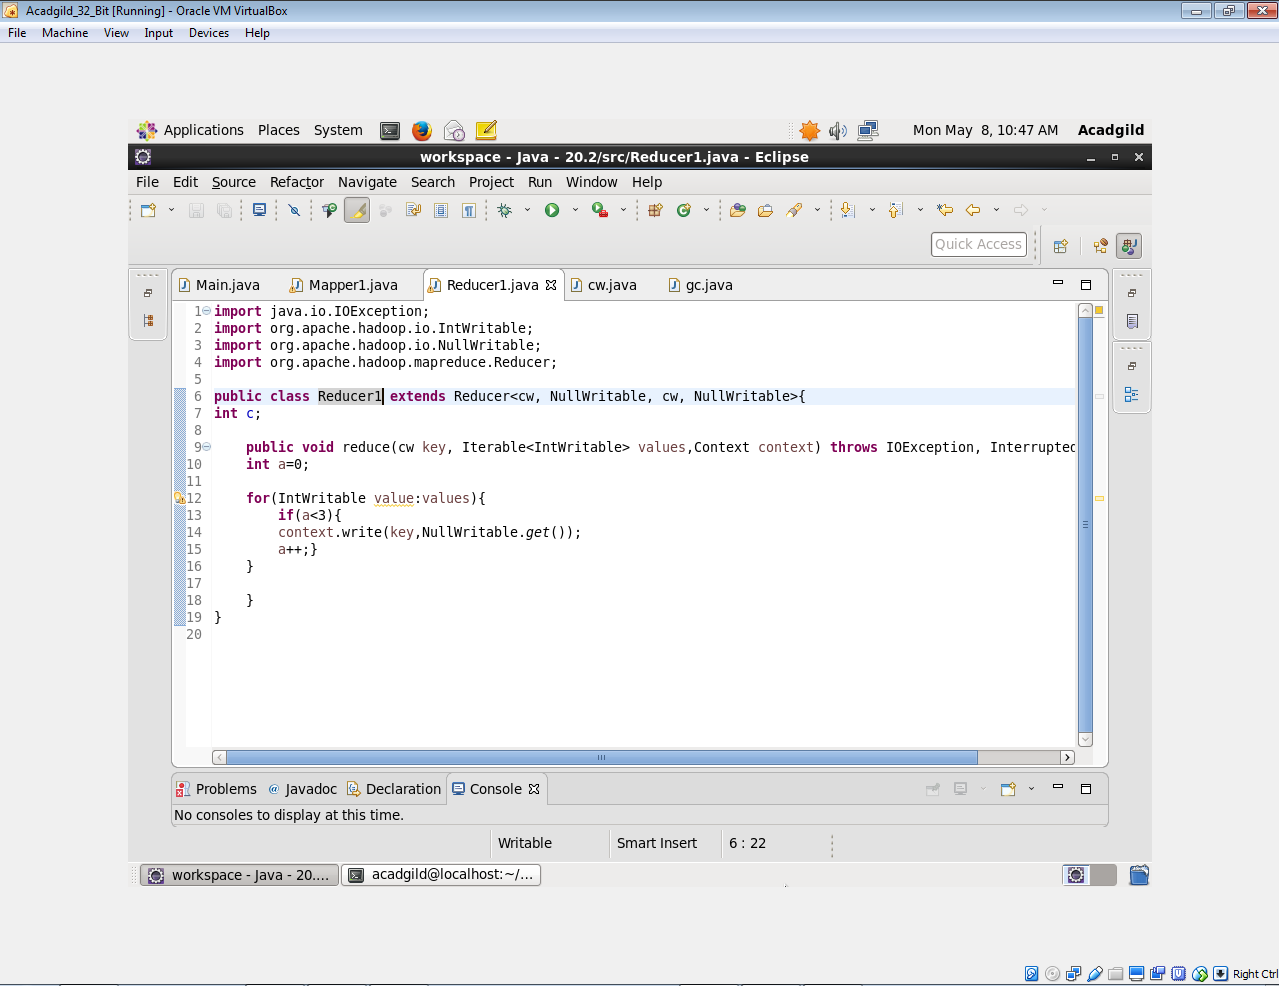 Acadgild_32_Bit [Running] - Oracle VM VirtualBox
File Machine View Input Devices Help
Applications Places System Mon May 8, 10:47 AM Acadgild
workspace - Java - 20.2/src/Reducer1.java - Eclipse
File Edit Source Refactor Navigate Search Project Run Window Help
Quick Access
Main.java Mapper1.java Reducer1.java cw.java gc.java
1 import java.io.IOException;
2 import org.apache.hadoop.io.IntWritable;
3 import org.apache.hadoop.io.NullWritable;
4 import org.apache.hadoop.mapreduce.Reducer;
5
6 public class Reducer1 extends Reducer<cw, NullWritable, cw, NullWritable>{
7 int c;
8
9 public void reduce(cw key, Iterable<IntWritable> values,Context context) throws IOException, Interrupted
10 int a=0;
11
12 for(IntWritable value:values){
13 if(a<3){
14 context.write(key,NullWritable.get());
15 a++;}
16 }
17
18 }
19 }
20
Problems @ Javadoc Declaration Console
No consoles to display at this time.
Writable Smart Insert 6 : 22
workspace - Java - 20.... acadgild@localhost:~/...
Right Ctrl